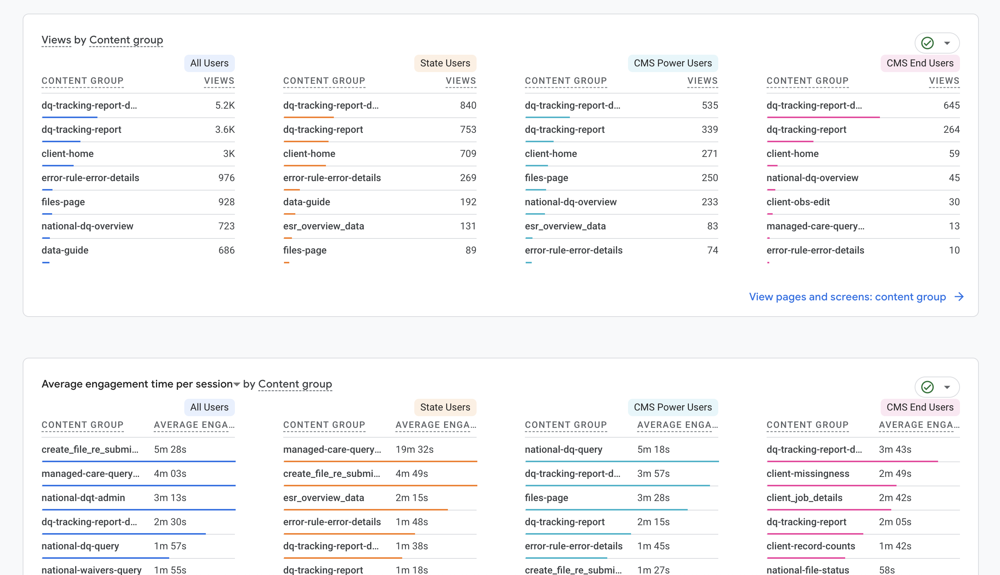 Views by Content group
All Users State Users CMS Power Users CMS End Users
CONTENT GROUP VIEWS CONTENT GROUP VIEWS CONTENT GROUP VIEWS CONTENT GROUP VIEWS
dq-tracking-report-d... 5.2K dq-tracking-report-d... 840 dq-tracking-report-d... 535 dq-tracking-report-d... 645
dq-tracking-report 3.6K dq-tracking-report 753 dq-tracking-report 339 dq-tracking-report 264
client-home 3K client-home 709 client-home 271 client-home 59
error-rule-error-details 976 error-rule-error-details 269 files-page 250 national-dq-overview 45
files-page 928 data-guide 192 national-dq-overview 233 client-obs-edit 30
national-dq-overview 723 esr_overview_data 131 esr_overview_data 83 managed-care-query... 13
data-guide 686 files-page 89 error-rule-error-details 74 error-rule-error-details 10
View pages and screens: content group
Average engagement time per session by Content group
All Users State Users CMS Power Users CMS End Users
CONTENT GROUP AVERAGE ENGA... CONTENT GROUP AVERAGE ENGA... CONTENT GROUP AVERAGE ENGA... CONTENT GROUP AVERAGE ENGA...
create_file_re_submi... 5m 28s managed-care-query... 19m 32s national-dq-query 5m 18s dq-tracking-report-d... 3m 43s
managed-care-query... 4m 03s create_file_re_submi... 4m 49s dq-tracking-report-d... 3m 57s client-missingness 2m 49s
national-dqt-admin 3m 13s esr_overview_data 2m 15s files-page 3m 28s client_job_details 2m 42s
dq-tracking-report-d... 2m 30s error-rule-error-details 1m 48s dq-tracking-report 2m 15s dq-tracking-report 2m 05s
national-dq-query 1m 57s dq-tracking-report-d... 1m 38s error-rule-error-details 1m 45s client-record-counts 1m 42s
national-waivers-query 1m 55s dq-tracking-report 1m 18s create_file_re_submi... 1m 27s national-file-status 58s